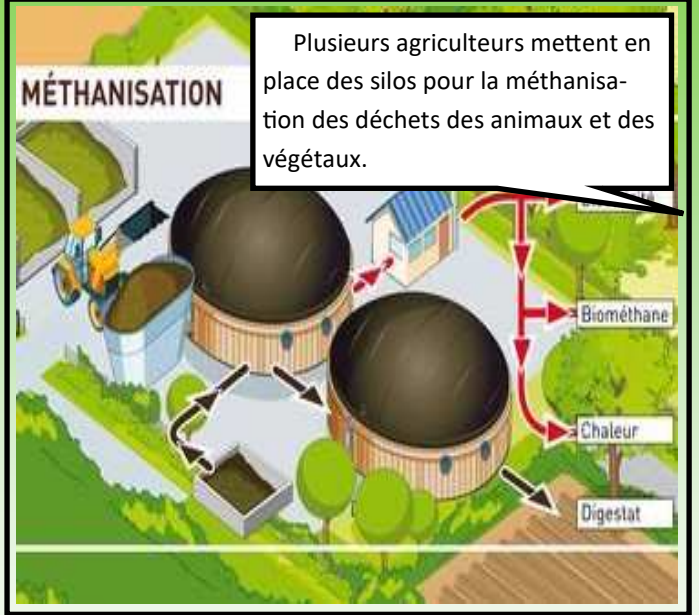 Plusieurs agriculteurs mettent en
place des silos pour la méthanisa-
tion des déchets des animaux et des
végétaux.
MÉTHANISATION
Biométhane
Chaleur
Digestat